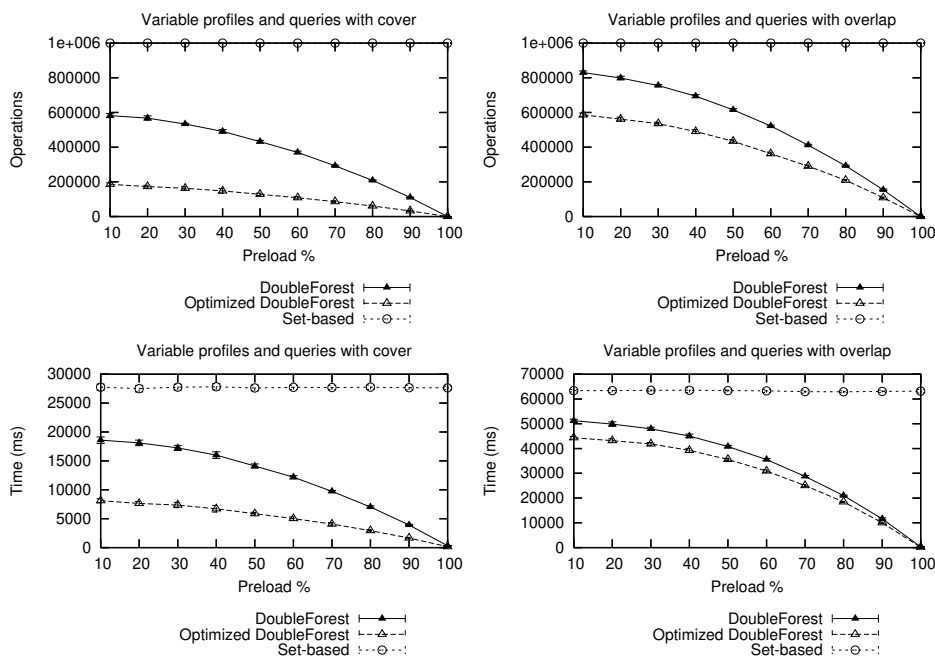 Variable profiles and queries with cover
1e+006
800000
600000
400000
200000
0
Operations
10 20 30 40 50 60 70 80 90 100
Preload %
DoubleForest
Optimized DoubleForest
Set-based
Variable profiles and queries with overlap
1e+006
800000
600000
400000
200000
0
Operations
10 20 30 40 50 60 70 80 90 100
Preload %
DoubleForest
Optimized DoubleForest
Set-based
Variable profiles and queries with cover
30000
25000
20000
15000
10000
5000
0
Time (ms)
10 20 30 40 50 60 70 80 90 100
Preload %
DoubleForest
Optimized DoubleForest
Set-based
Variable profiles and queries with overlap
70000
60000
50000
40000
30000
20000
10000
0
Time (ms)
10 20 30 40 50 60 70 80 90 100
Preload %
DoubleForest
Optimized DoubleForest
Set-based